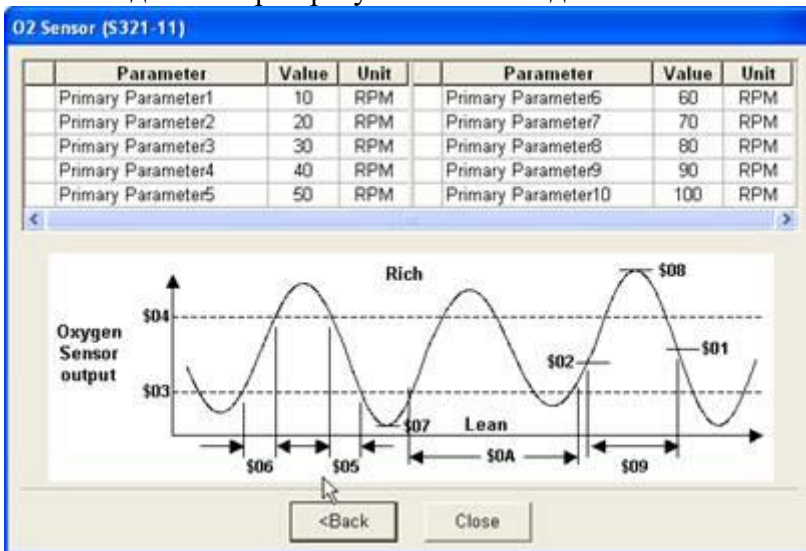 O2 Sensor (S321-11)
Parameter Value Unit Parameter Value Unit
Primary Parameter1 10 RPM Primary Parameter6 60 RPM
Primary Parameter2 20 RPM Primary Parameter7 70 RPM
Primary Parameter3 30 RPM Primary Parameter8 80 RPM
Primary Parameter4 40 RPM Primary Parameter9 90 RPM
Primary Parameter5 50 RPM Primary Parameter10 100 RPM
Rich
$08
$04
Oxygen
Sensor
output
$01
$02
$03
$07
Lean
$06
$05
$0A
$09
<Back
Close